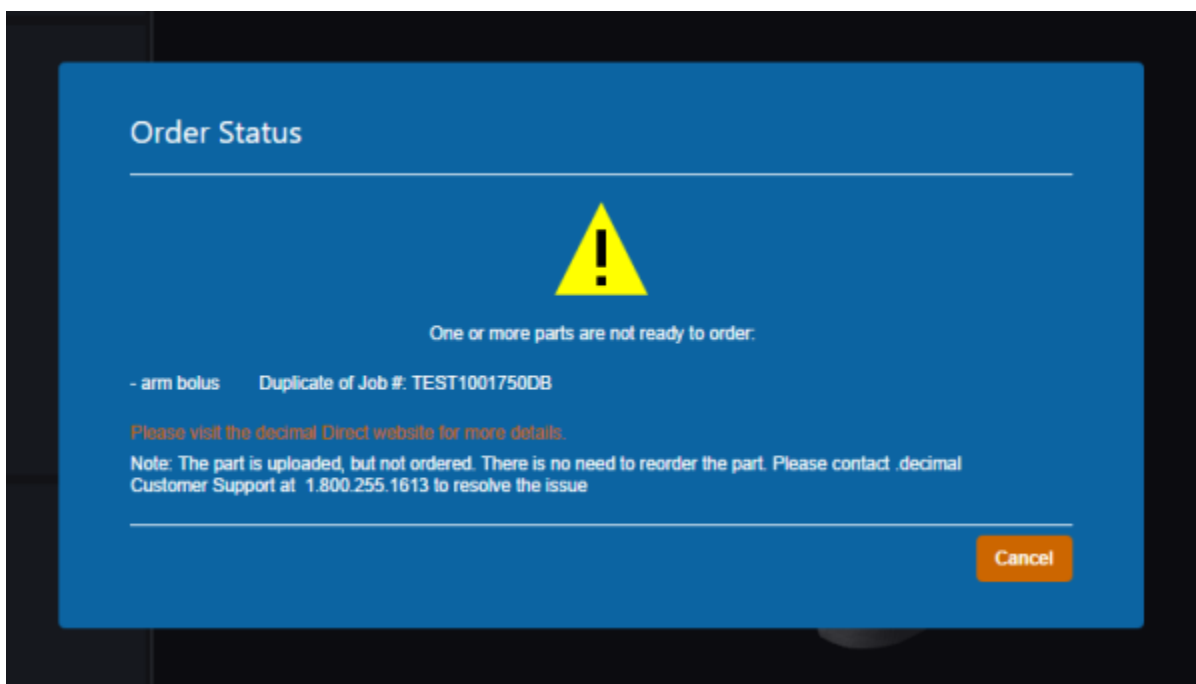 Order Status
!
One or more parts are not ready to order:
- arm bolus Duplicate of Job #: TEST1001750DB
Please visit the decimal Direct website for more details.
Note: The part is uploaded, but not ordered. There is no need to reorder the part. Please contact .decimal
Customer Support at 1.800.255.1613 to resolve the issue
Cancel